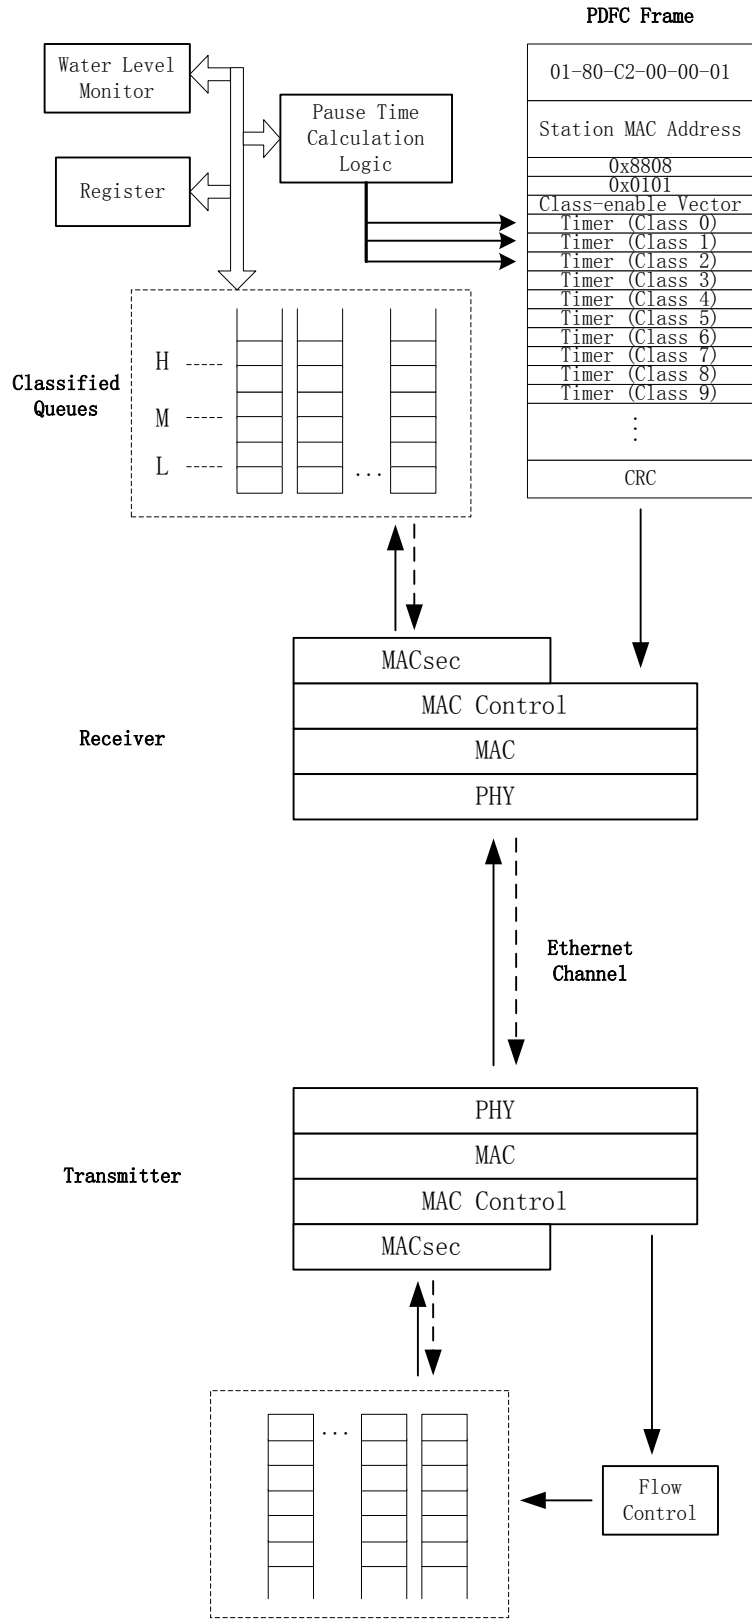 PDFC Frame
Water Level
Monitor
Register
Pause Time
Calculation
Logic
01-80-C2-00-00-01
Station MAC Address
0x8808
0x0101
Class-enable Vector
Timer (Class 0)
Timer (Class 1)
Timer (Class 2)
Timer (Class 3)
Timer (Class 4)
Timer (Class 5)
Timer (Class 6)
Timer (Class 7)
Timer (Class 8)
Timer (Class 9)
...
CRC
Classified
Queues
H
M
L
...
MACsec
MAC Control
MAC
PHY
Receiver
Ethernet
Channel
Transmitter
PHY
MAC
MAC Control
MACsec
...
Flow
Control